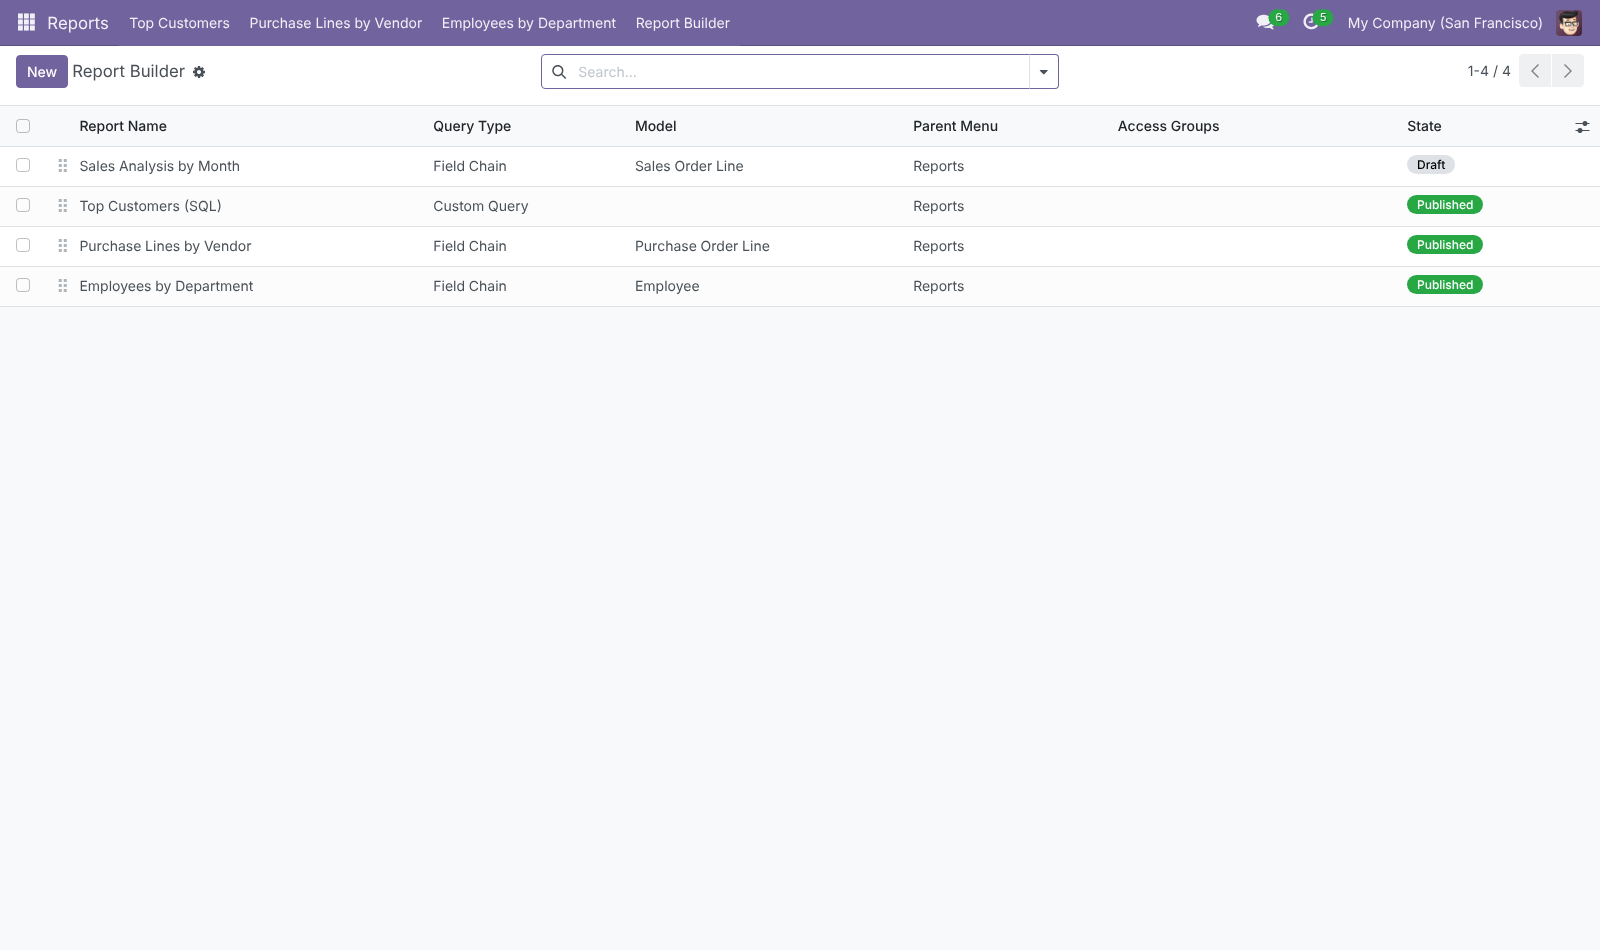 Reports Top Customers Purchase Lines by Vendor Employees by Department Report Builder 6 5 My Company (San Francisco)
New Report Builder Search... 1-4 / 4
Report Name Query Type Model Parent Menu Access Groups State
Sales Analysis by Month Field Chain Sales Order Line Reports Draft
Top Customers (SQL) Custom Query Reports Published
Purchase Lines by Vendor Field Chain Purchase Order Line Reports Published
Employees by Department Field Chain Employee Reports Published